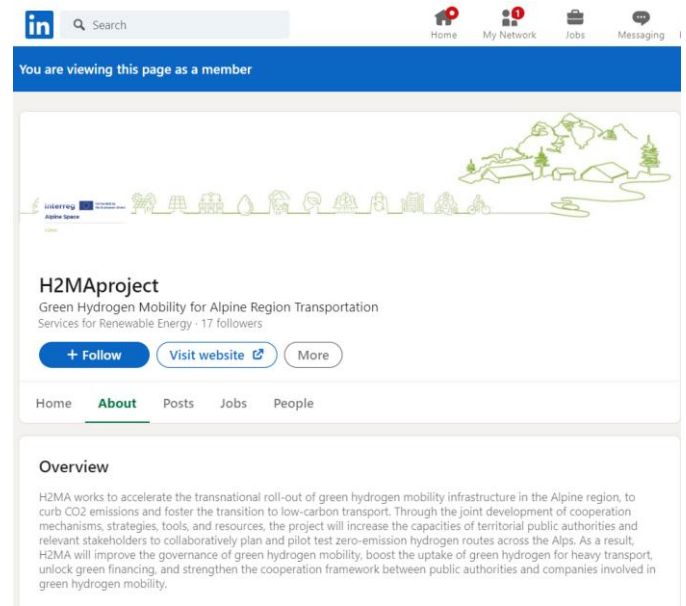 in
Search
1
Home
My Network
Jobs
Messaging
You are viewing this page as a member
Interreg
Alpine Space
H2MAproject
Green Hydrogen Mobility for Alpine Region Transportation
Services for Renewable Energy · 17 followers
+ Follow
Visit website
More
Home
About
Posts
Jobs
People
Overview
H2MA works to accelerate the transnational roll-out of green hydrogen mobility infrastructure in the Alpine region, to
curb CO2 emissions and foster the transition to low-carbon transport. Through the joint development of cooperation
mechanisms, strategies, tools, and resources, the project will increase the capacities of territorial public authorities and
relevant stakeholders to collaboratively plan and pilot test zero-emission hydrogen routes across the Alps. As a result,
H2MA will improve the governance of green hydrogen mobility, boost the uptake of green hydrogen for heavy transport,
unlock green financing, and strengthen the cooperation framework between public authorities and companies involved in
green hydrogen mobility.